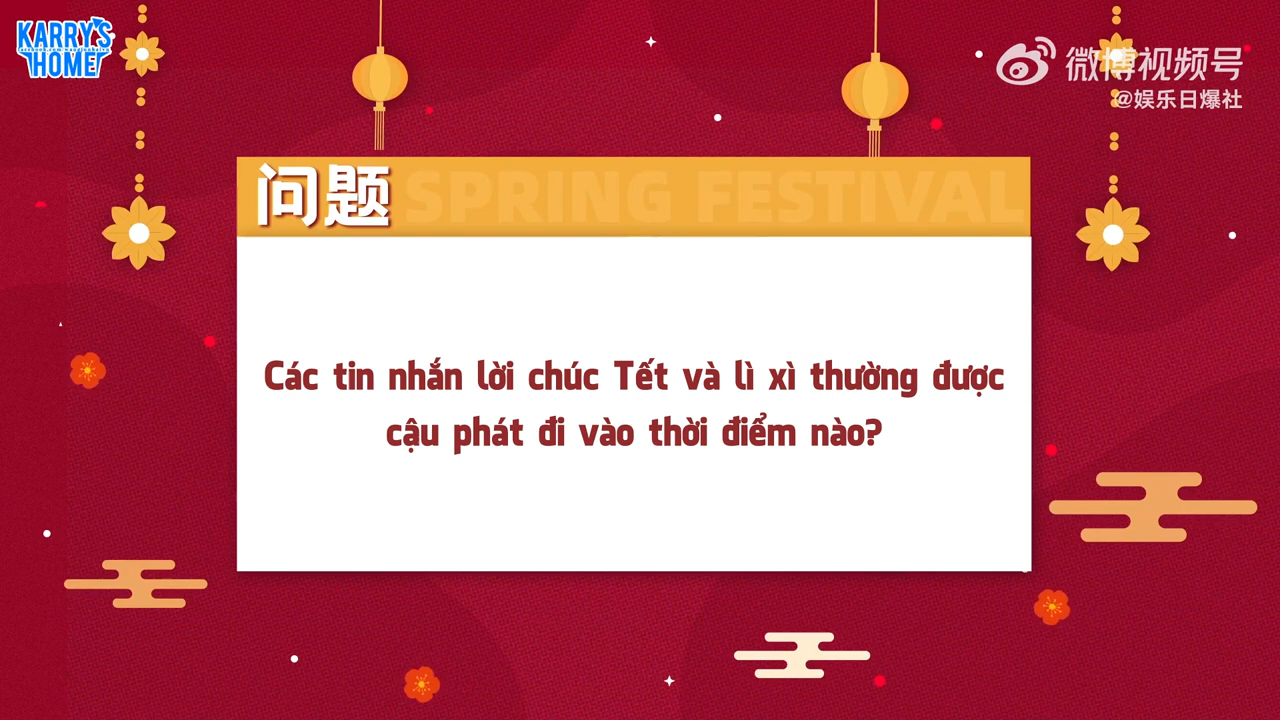 KARRY'S
HOME
微博视频号
@娱乐日爆社
问题 SPRING FESTIVAL
Các tin nhắn lời chúc Tết và lì xì thường được
cậu phát đi vào thời điểm nào?